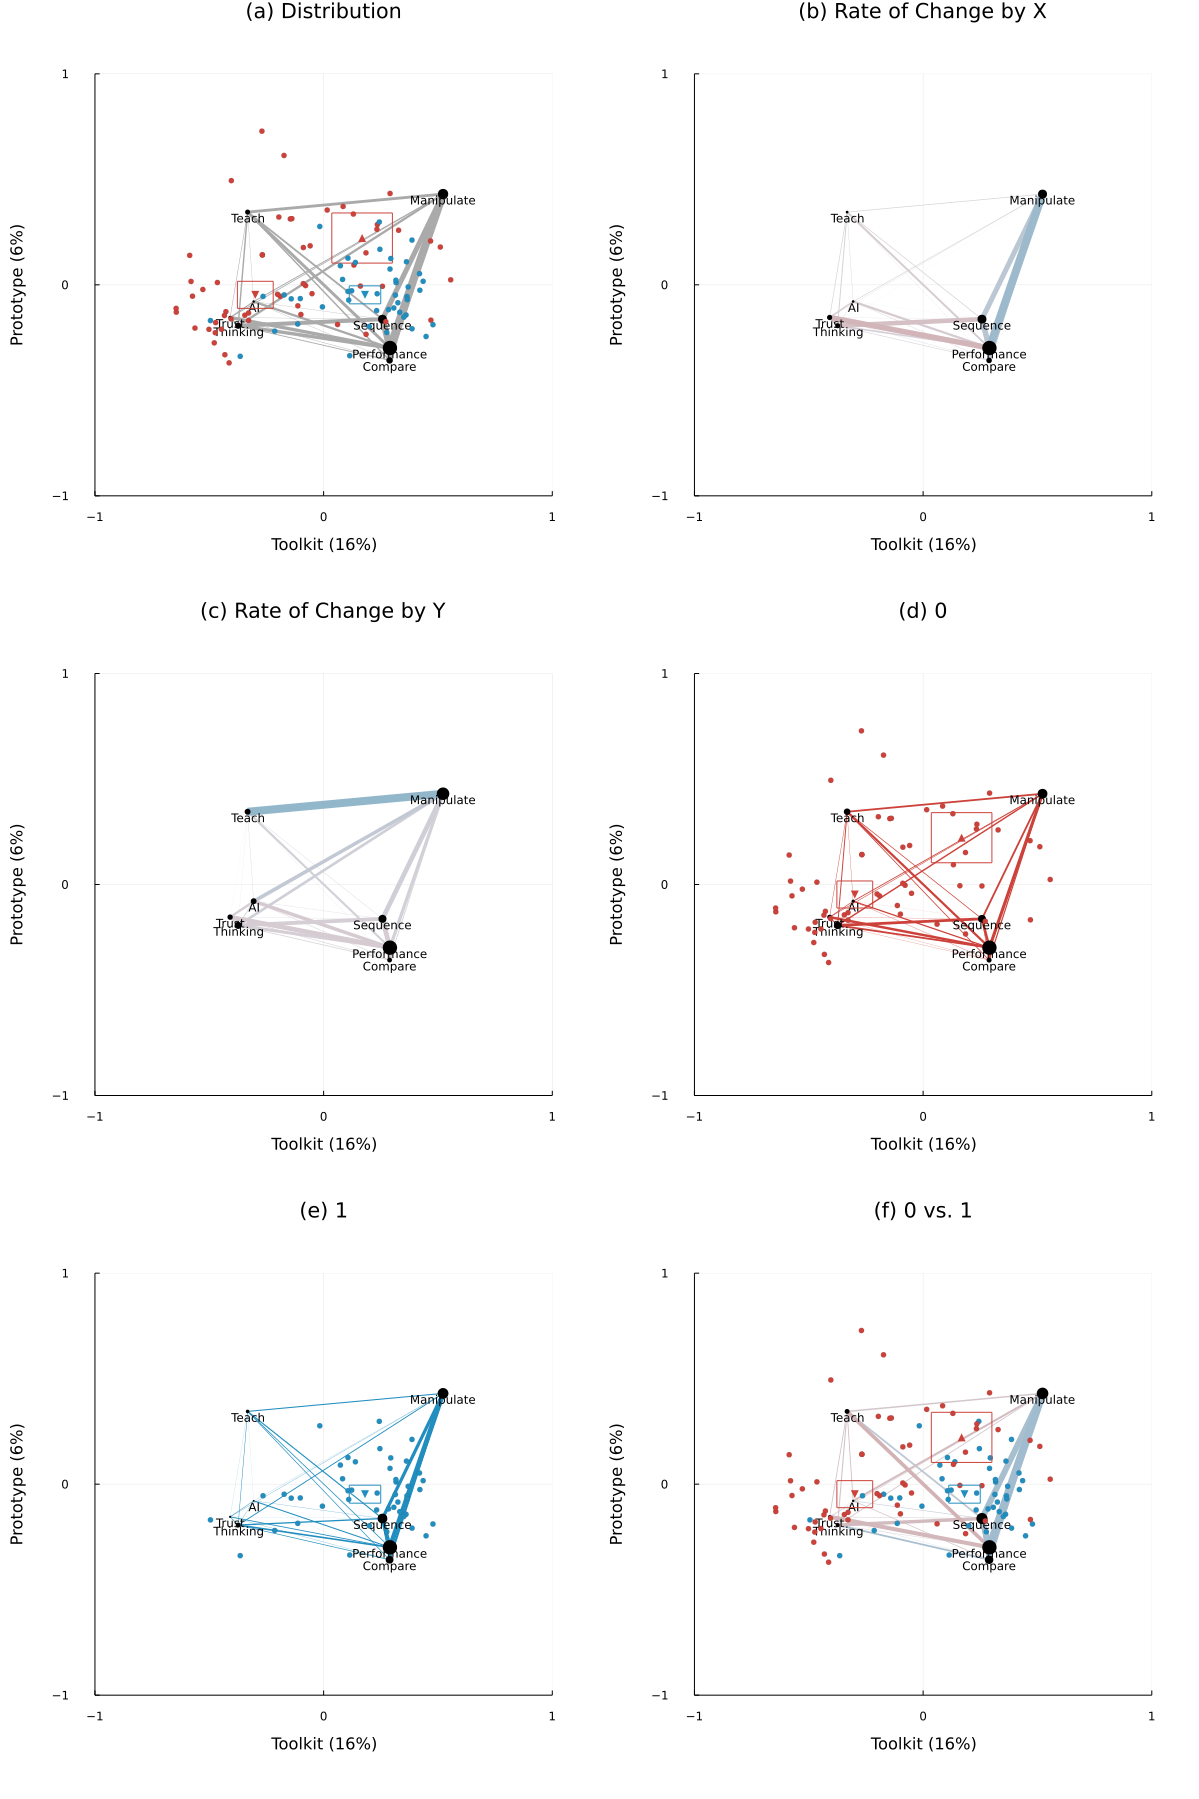 (a) Distribution
1
0
−1
−1
0
1
Prototype (6%)
Toolkit (16%)
Manipulate
Teach
AI
Trust
Thinking
Sequence
Performance
Compare
(b) Rate of Change by X
1
0
−1
−1
0
1
Prototype (6%)
Toolkit (16%)
Manipulate
Teach
AI
Trust
Thinking
Sequence
Performance
Compare
(c) Rate of Change by Y
1
0
−1
−1
0
1
Prototype (6%)
Toolkit (16%)
Manipulate
Teach
AI
Trust
Thinking
Sequence
Performance
Compare
(d) 0
1
0
−1
−1
0
1
Prototype (6%)
Toolkit (16%)
Manipulate
Teach
AI
Trust
Thinking
Sequence
Performance
Compare
(e) 1
1
0
−1
−1
0
1
Prototype (6%)
Toolkit (16%)
Manipulate
Teach
AI
Trust
Thinking
Sequence
Performance
Compare
(f) 0 vs. 1
1
0
−1
−1
0
1
Prototype (6%)
Toolkit (16%)
Manipulate
Teach
AI
Trust
Thinking
Sequence
Performance
Compare